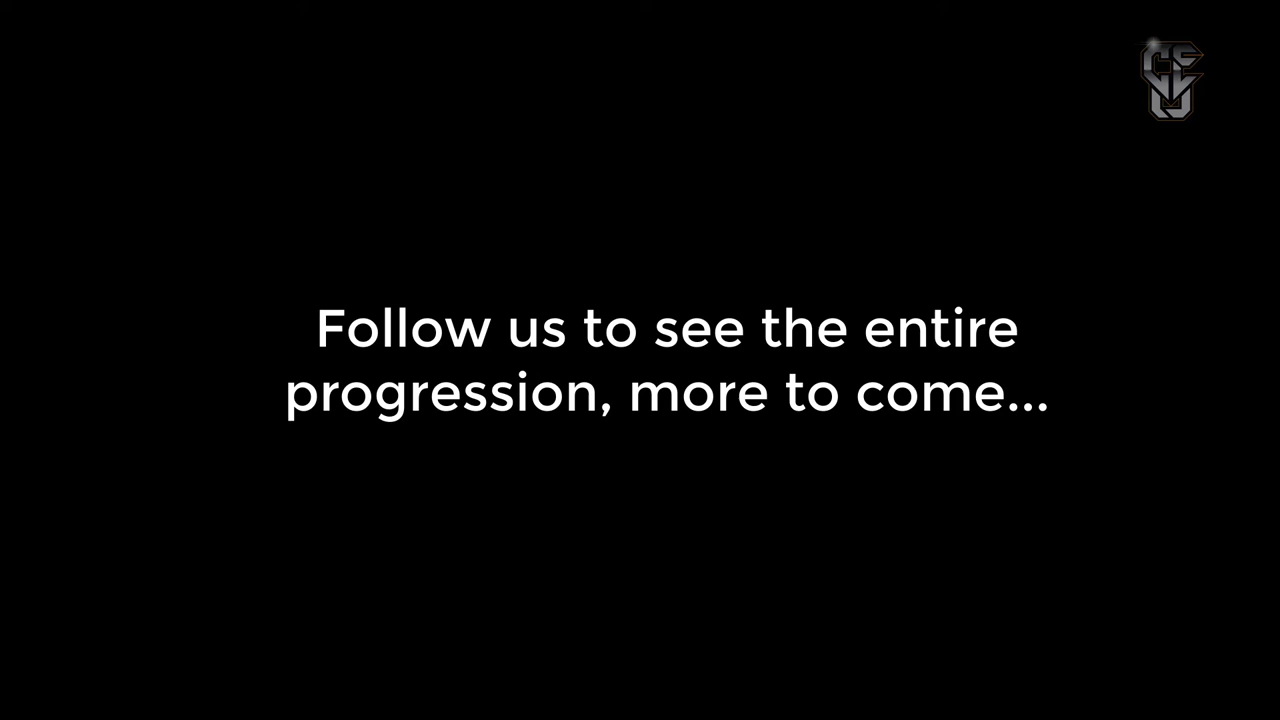 Follow us to see the entire
progression, more to come...